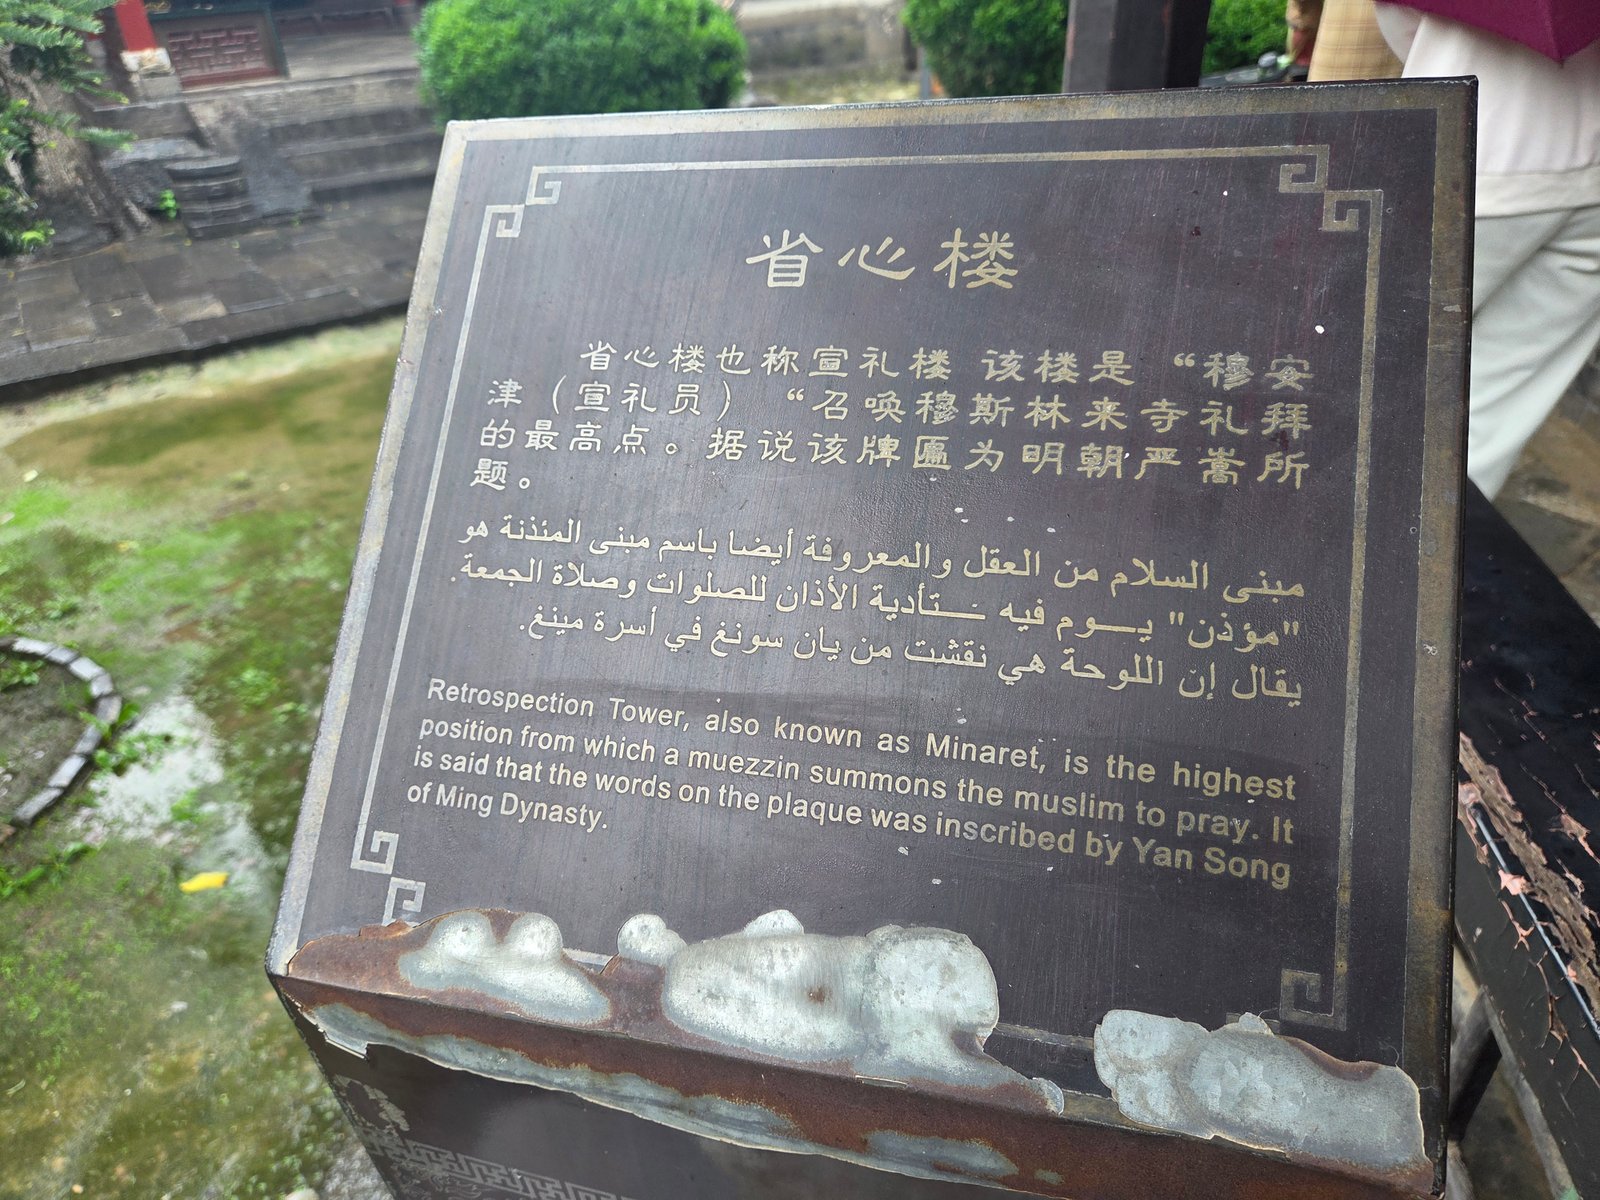 省心楼
省心楼也称宣礼楼 该楼是“穆安
津（宣礼员）“召唤穆斯林来寺礼拜
的最高点。据说该牌匾为明朝严嵩所
题。
مبنى السلام من العقل والمعروفة أيضا باسم مبنى المئذنة هو
"مؤذن" يـــوم فيه ـــتأدية الأذان للصلوات وصلاة الجمعة.
يقال إن اللوحة هي نقشت من يان سونغ في أسرة مينغ.
Retrospection Tower, also known as Minaret, is the highest
position from which a muezzin summons the muslim to pray. It
is said that the words on the plaque was inscribed by Yan Song
of Ming Dynasty.